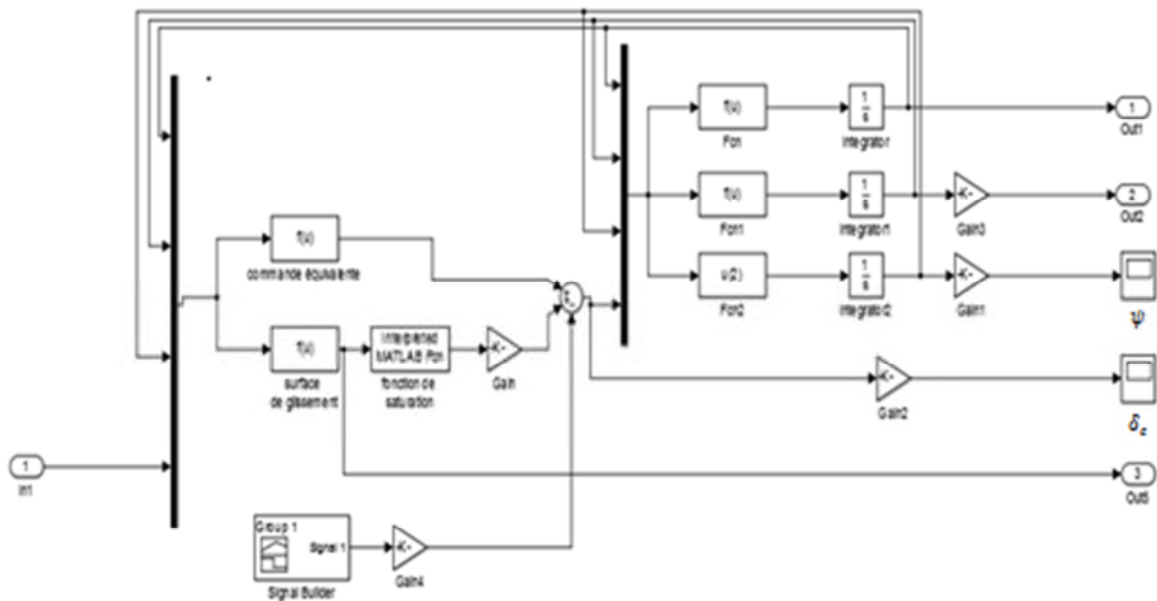 f(u)
Fcn
1
s
Integrator
1
Out1
f(u)
Fcn1
1
s
Integrator1
-K-
Gain3
2
Out2
f(u)
commande équivalente
u(2)
Fcn2
1
s
Integrator2
-K-
Gain1
ψ
f(u)
surface
de glissement
Interpreted
MATLAB Fcn
fonction de
saturation
-K-
Gain
-K-
Gain2
δ
1
In1
3
Group 1
Signal 1
Signal Builder
-K-
Gain4